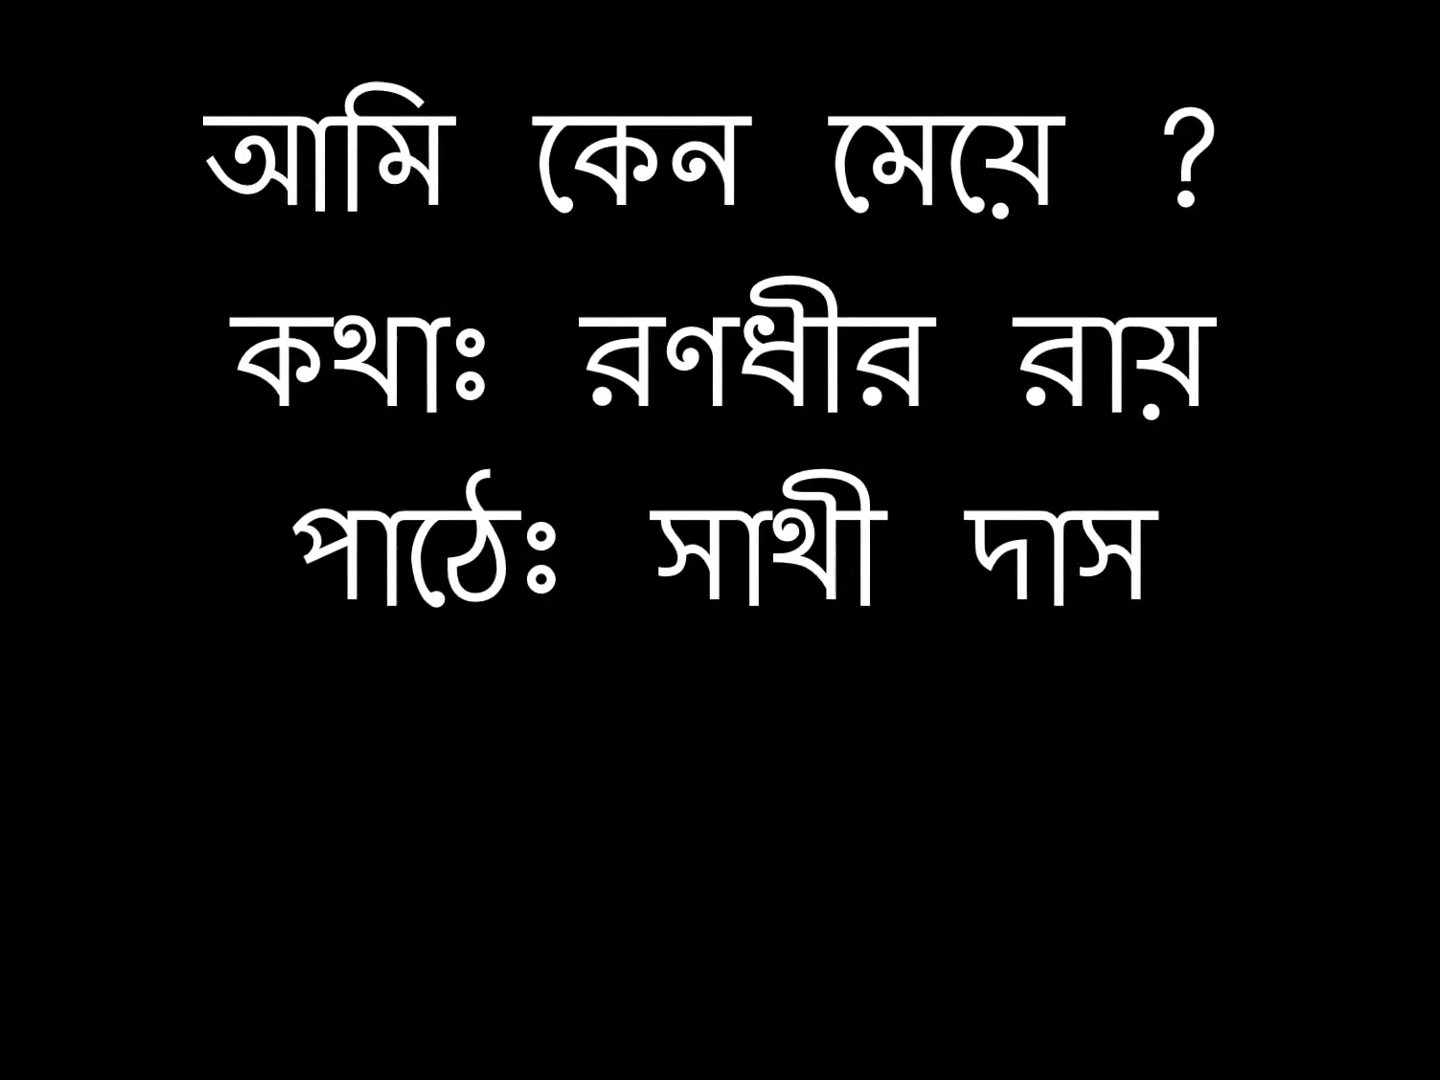 আমি কেন মেয়ে ?
কথাঃ রণধীর রায়
পাঠেঃ সাথী দাস